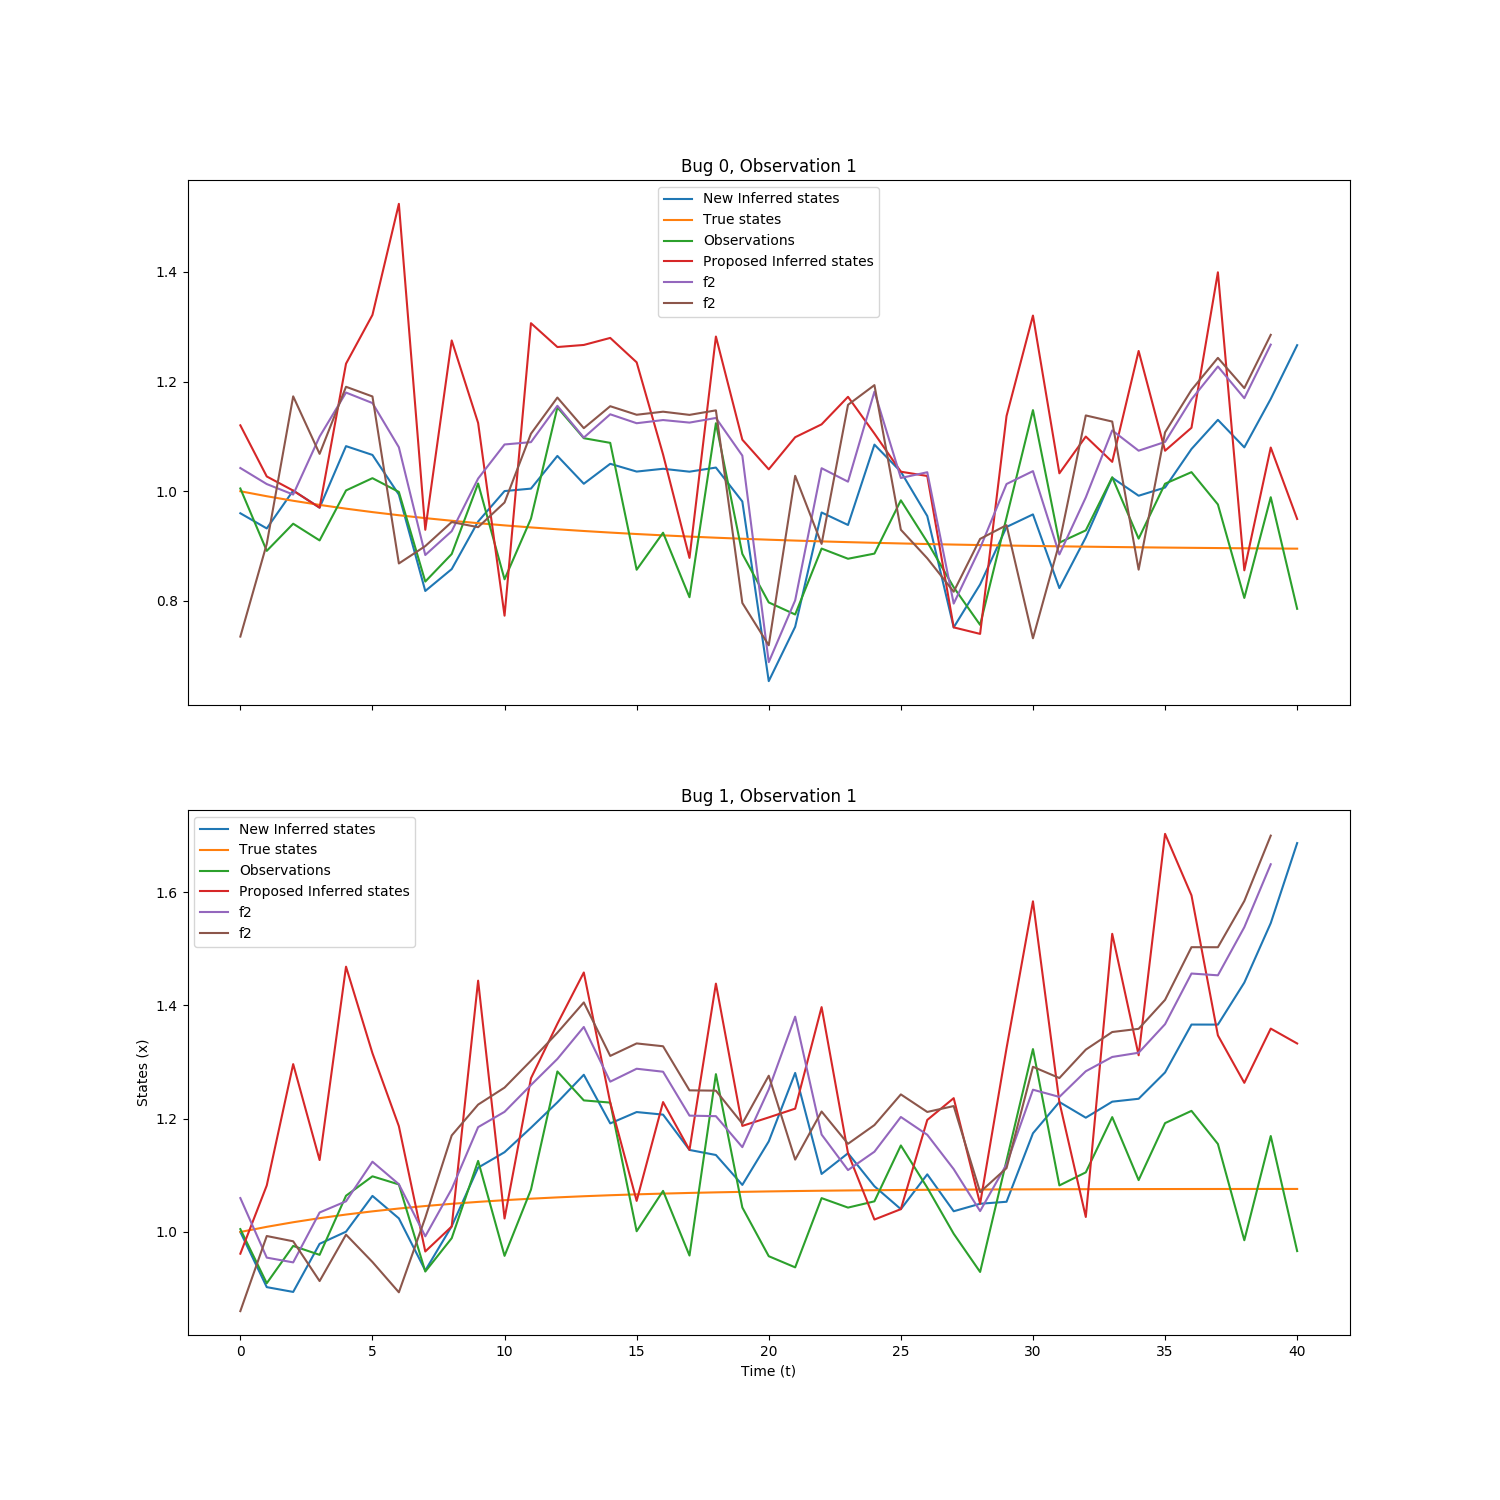 Bug 0, Observation 1
New Inferred states
True states
Observations
Proposed Inferred states
f2
f2
1.4
1.2
1.0
0.8
Bug 1, Observation 1
New Inferred states
True states
Observations
Proposed Inferred states
f2
f2
1.6
1.4
1.2
1.0
States (x)
0 5 10 15 20 25 30 35 40
Time (t)